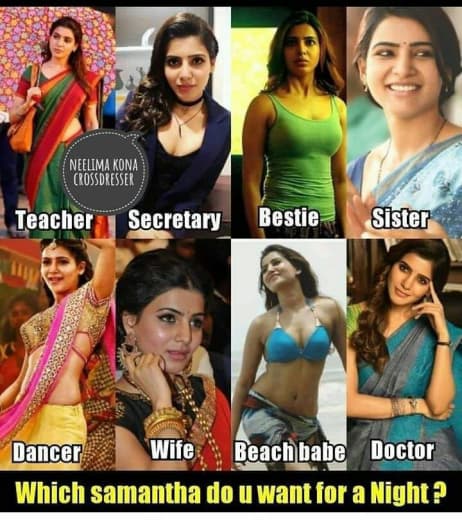 NEELIMA KONA
CROSSDRESSER
Teacher
Secretary
Bestie
Sister
Dancer
Wife
Beach babe
Doctor
Which samantha do u want for a Night ?